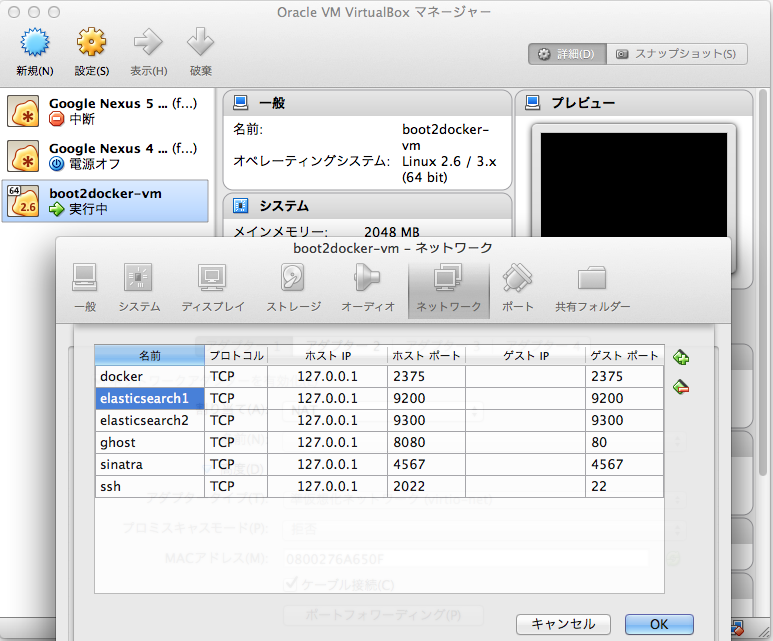 Oracle VM VirtualBox マネージャー
新規(N) 設定(S) 表示(H) 破棄
詳細(D) スナップショット(S)
Google Nexus 5 ... (f...)
中断
Google Nexus 4 ... (f...)
電源オフ
64
2.6
boot2docker-vm
実行中
一般
名前: boot2docker-
vm
オペレーティングシステム: Linux 2.6 / 3.x
(64 bit)
システム
メインメモリー: 2048 MB
プレビュー
boot2docker-vm – ネットワーク
一般 システム ディスプレイ ストレージ オーディオ ネットワーク ポート 共有フォルダー
名前 プロトコル ホスト IP ホスト ポート ゲスト IP ゲスト ポート
docker TCP 127.0.0.1 2375 2375
elasticsearch1 TCP 127.0.0.1 9200 9200
elasticsearch2 TCP 127.0.0.1 9300 9300
ghost TCP 127.0.0.1 8080 80
sinatra TCP 127.0.0.1 4567 4567
ssh TCP 127.0.0.1 2022 22
プロミスキャスモード(P): 拒否
MACアドレス(M): 0800276A650F
ケーブル接続(C)
ポートフォワーディング(P)
キャンセル OK